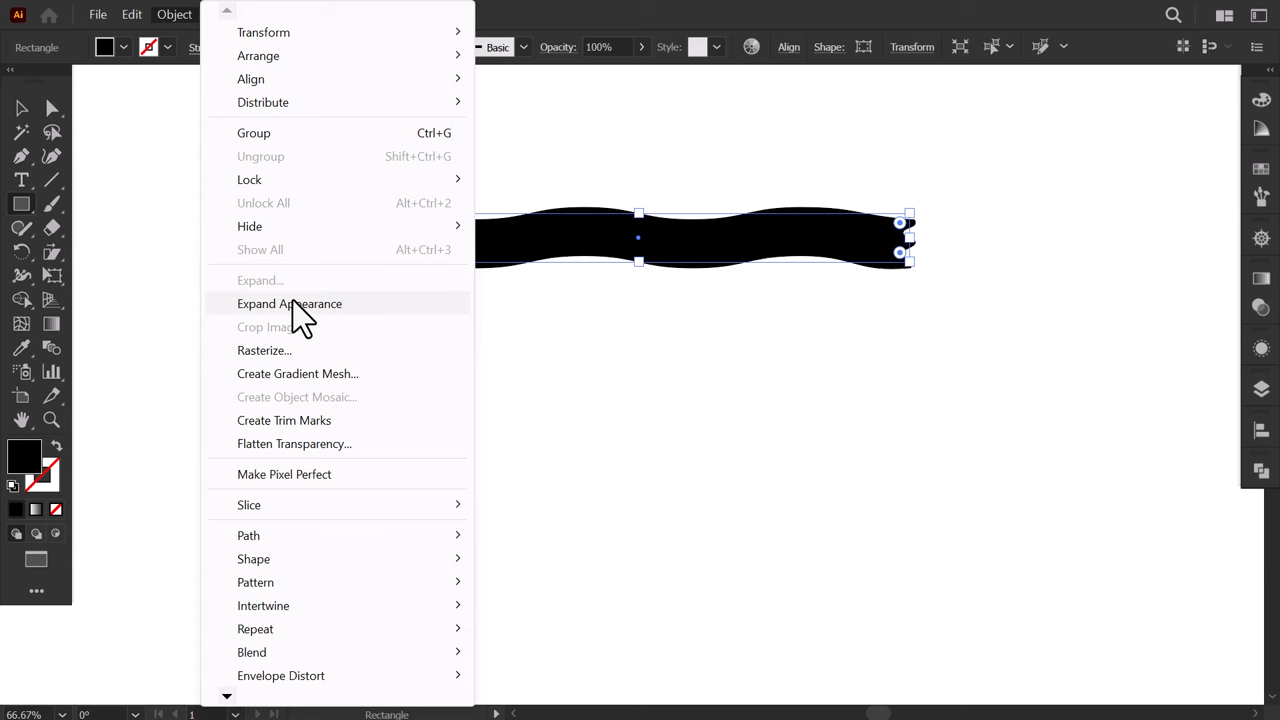 Ai File Edit Object
Rectangle Basic Opacity: 100% Style: Align Shape: Transform
Transform
Arrange
Align
Distribute
Group Ctrl+G
Ungroup Shift+Ctrl+G
Lock
Unlock All Alt+Ctrl+2
Hide
Show All Alt+Ctrl+3
Expand...
Expand Appearance
Rasterize...
Create Gradient Mesh...
Create Object Mosaic...
Create Trim Marks
Flatten Transparency...
Make Pixel Perfect
Slice
Path
Shape
Pattern
Intertwine
Repeat
Blend
Envelope Distort
66.67% 0° 1 Rectangle